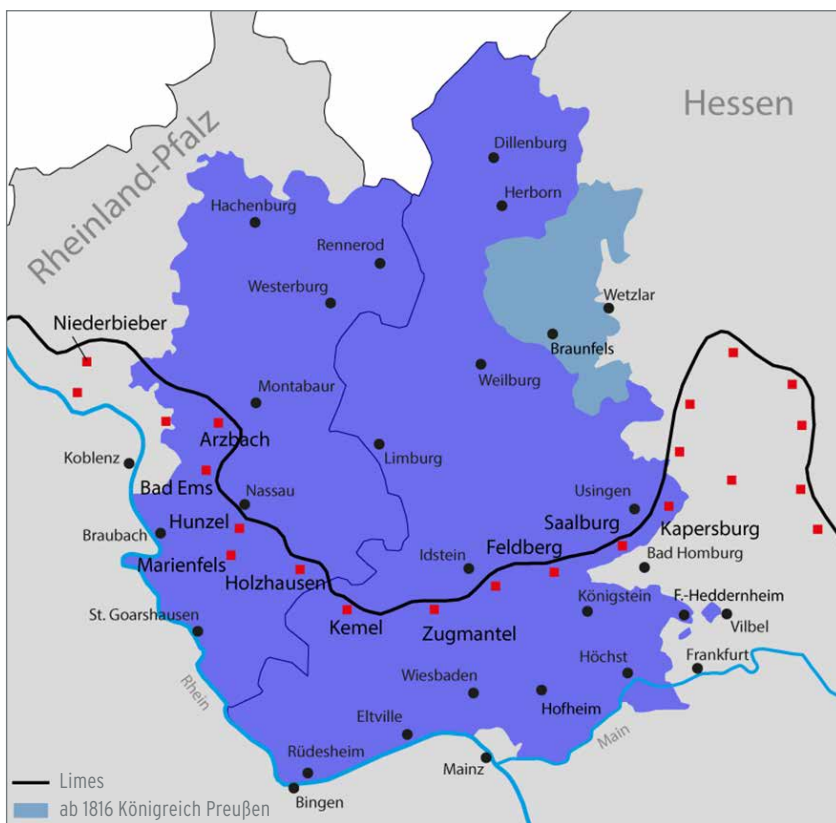 Hessen
Rheinland-Pfalz
Dillenburg
Herborn
Hachenburg
Rennerod
Westerburg
Wetzlar
Niederbieber
Braunfels
Weilburg
Montabaur
Arzbach
Koblenz
Limburg
Bad Ems
Nassau
Usingen
Hunzel
Saalburg
Kapersburg
Braubach
Marienfels
Feldberg
Idstein
Bad Homburg
Holzhausen
Königstein
F.-Heddernheim
St. Goarshausen
Kemel
Zugmantel
Vilbel
Höchst
Frankfurt
Rhein
Wiesbaden
Hofheim
Eltville
Main
Rüdesheim
Mainz
Bingen
Limes
ab 1816 Königreich Preußen